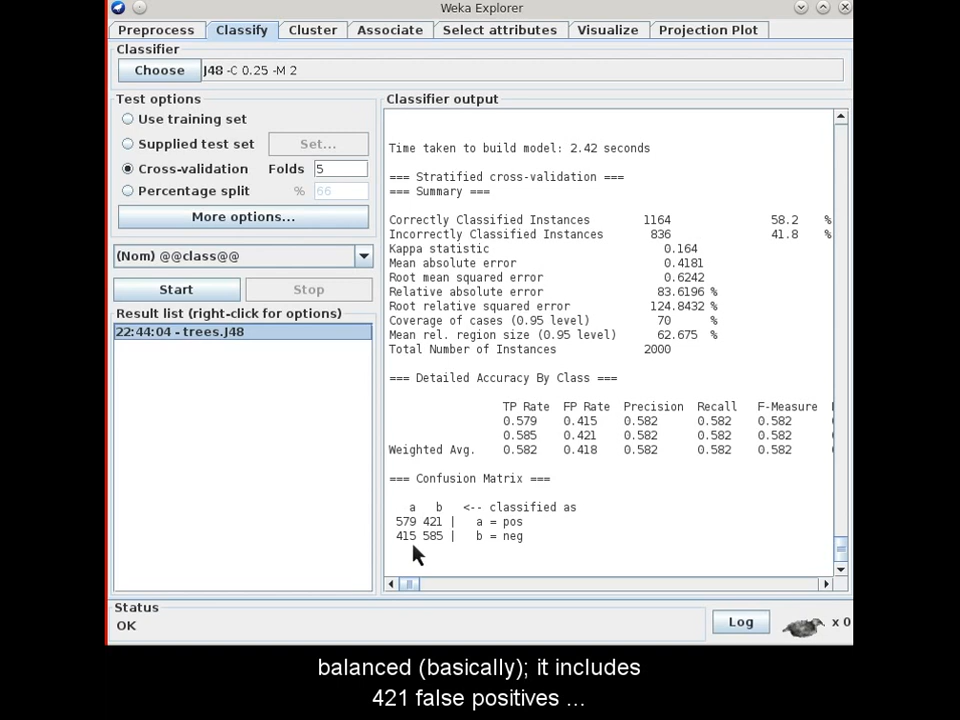 Weka Explorer
Preprocess Classify Cluster Associate Select attributes Visualize Projection Plot
Classifier
Choose J48 -C 0.25 -M 2
Test options
Use training set
Supplied test set Set...
Cross-validation Folds 5
Percentage split % 66
More options...
(Nom) @@class@@
Start Stop
Result list (right-click for options)
22:44:04 - trees.J48
Classifier output
Time taken to build model: 2.42 seconds
=== Stratified cross-validation ===
=== Summary ===
Correctly Classified Instances 1164 58.2 %
Incorrectly Classified Instances 836 41.8 %
Kappa statistic 0.164
Mean absolute error 0.4181
Root mean squared error 0.6242
Relative absolute error 83.6196 %
Root relative squared error 124.8432 %
Coverage of cases (0.95 level) 70 %
Mean rel. region size (0.95 level) 62.675 %
Total Number of Instances 2000
=== Detailed Accuracy By Class ===
TP Rate FP Rate Precision Recall F-Measure
0.579 0.415 0.582 0.582 0.582
0.585 0.421 0.582 0.582 0.582
Weighted Avg. 0.582 0.418 0.582 0.582 0.582
=== Confusion Matrix ===
a b <-- classified as
579 421 | a = pos
415 585 | b = neg
Status
OK
Log
x 0
balanced (basically); it includes
421 false positives ...